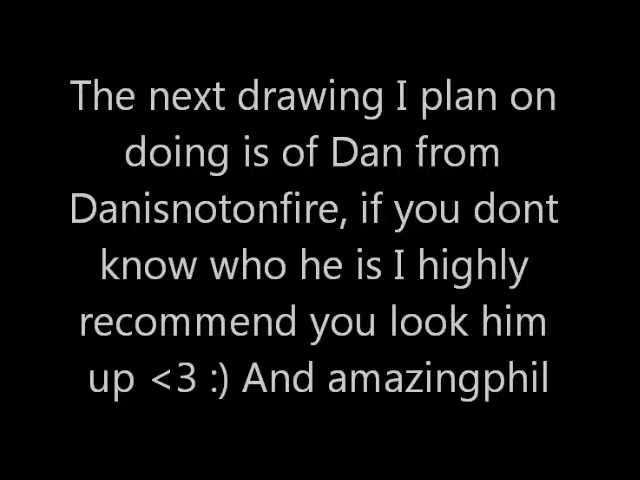 The next drawing I plan on
doing is of Dan from
Danisnotonfire, if you dont
know who he is I highly
recommend you look him
up <3 :) And amazingphil